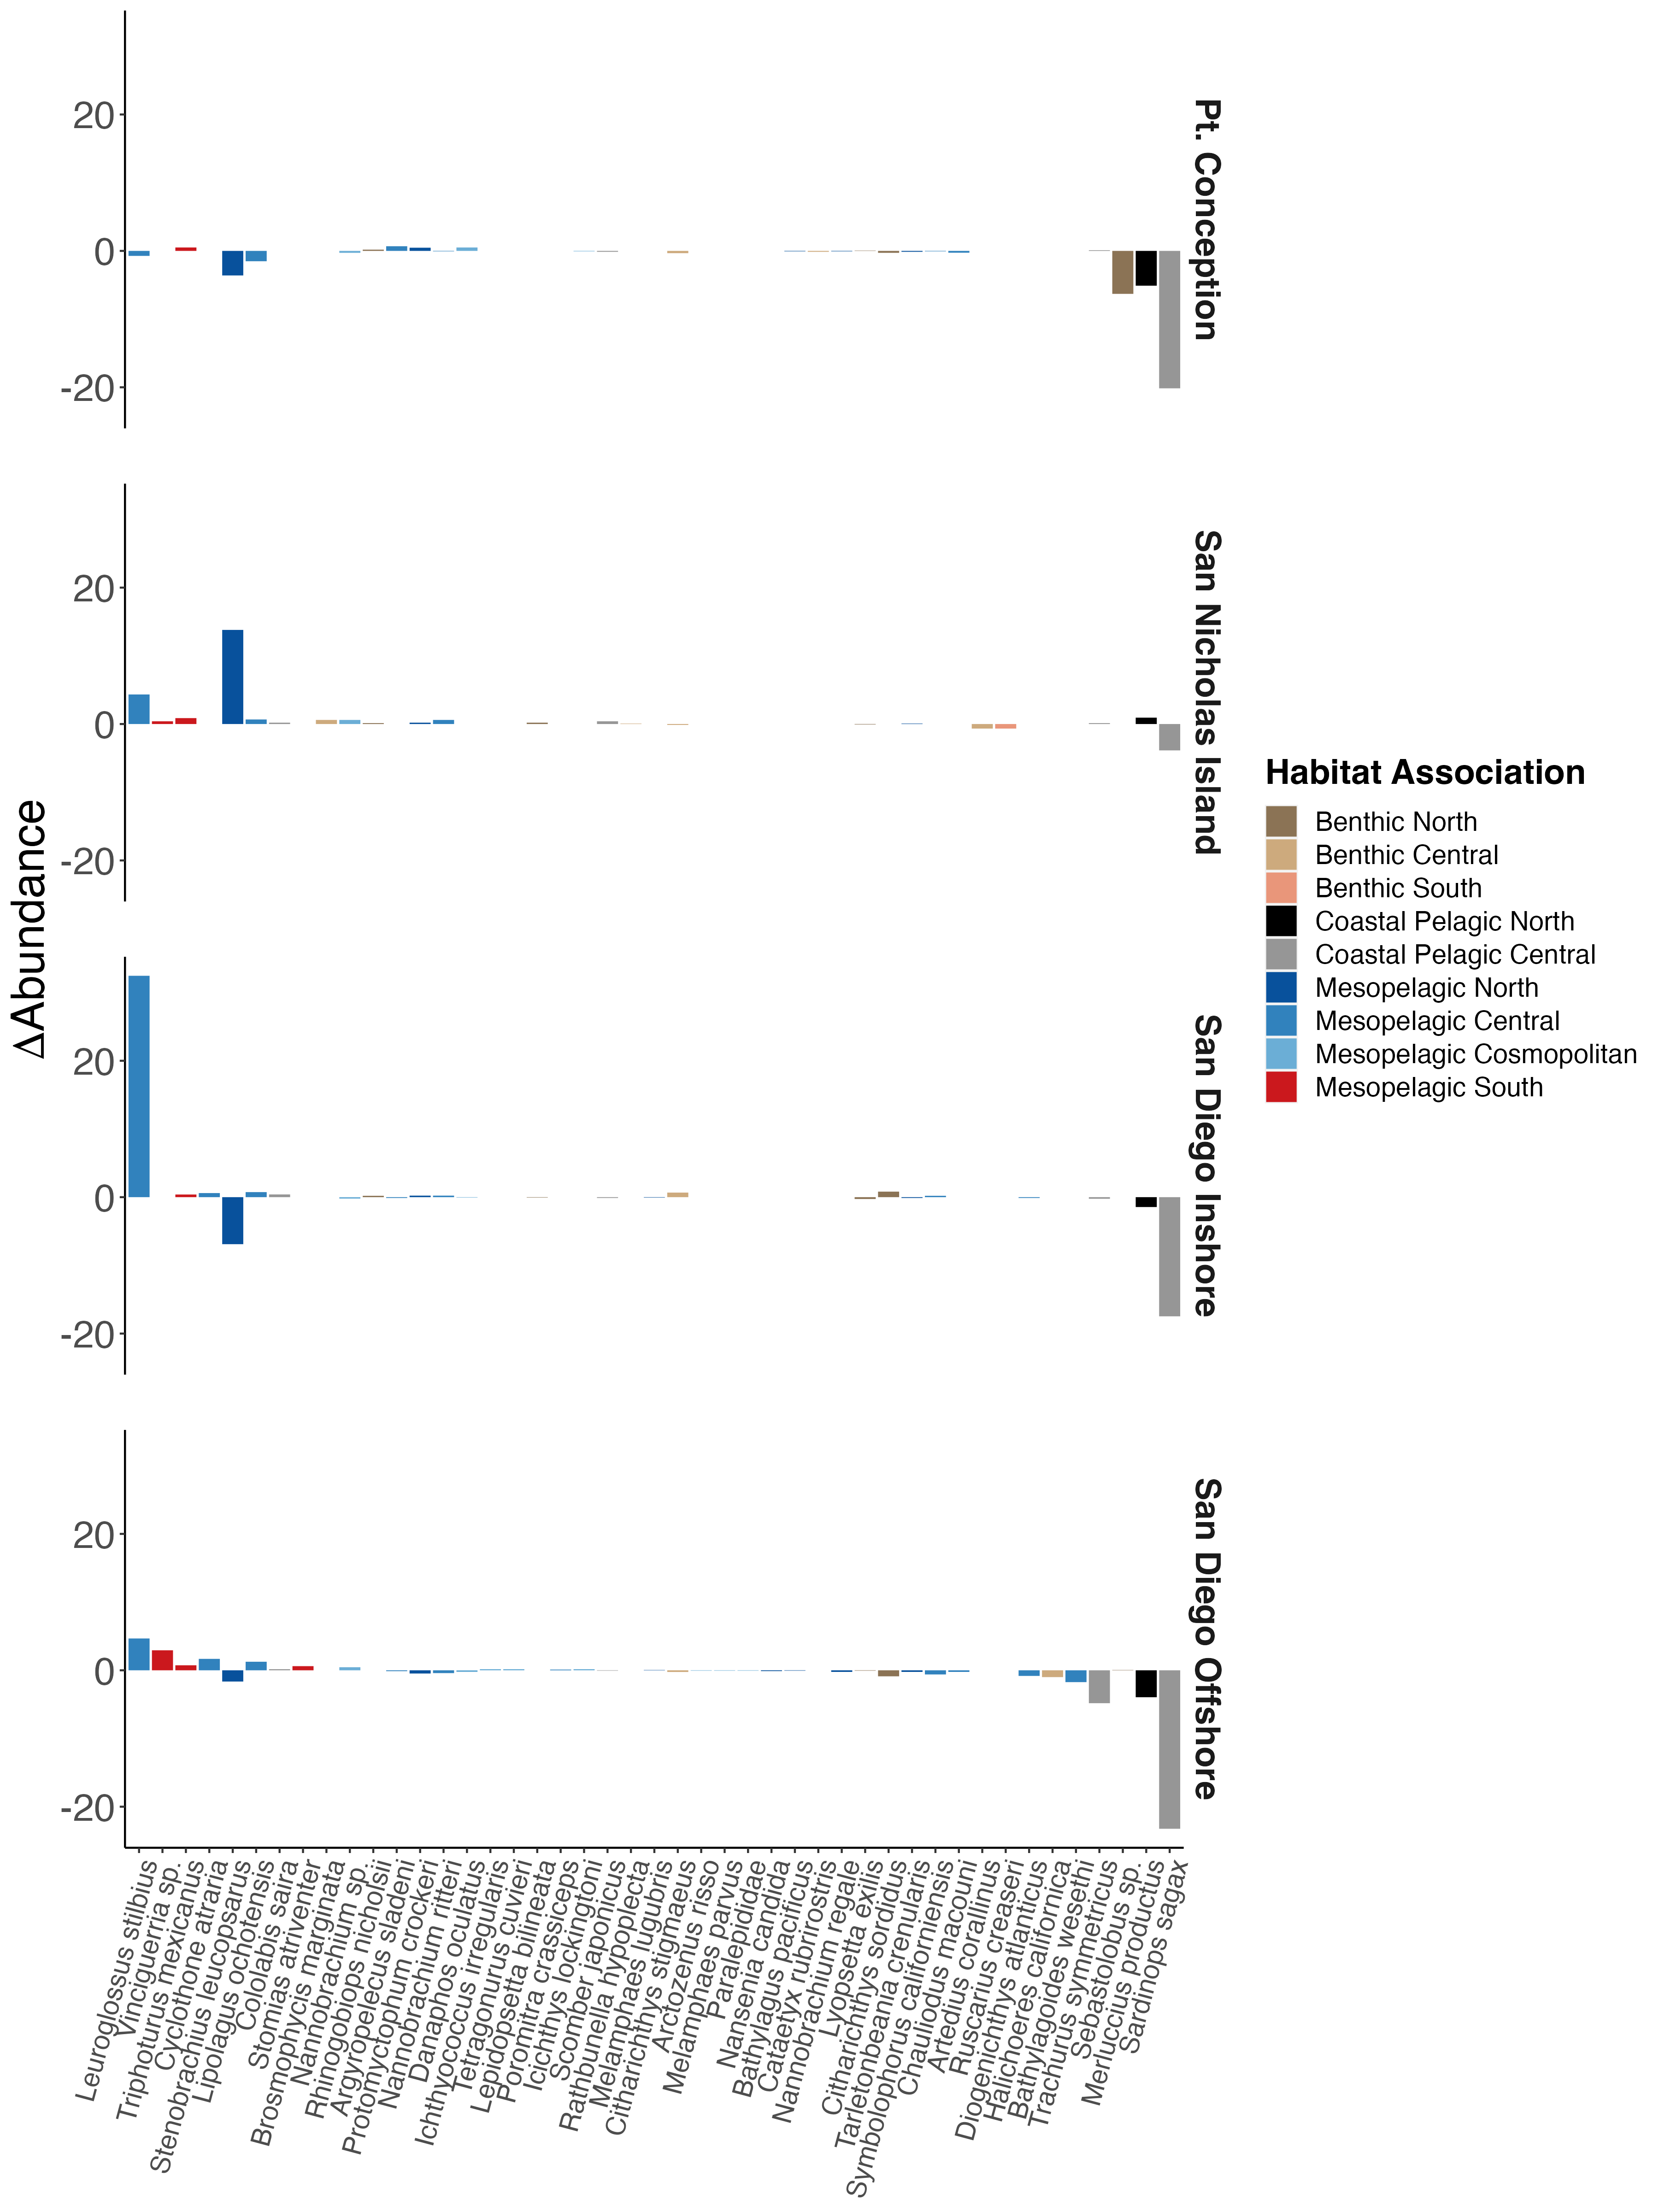 20
0
-20
Pt. Conception
20
0
-20
San Nicholas Island
20
0
-20
San Diego Inshore
20
0
-20
San Diego Offshore
ΔAbundance
Leuroglossus stilbius
Vinciguerria sp.
Triphoturus mexicanus
Cyclothone atraria
Stenobrachius leucopsarus
Lipolagus ochotensis
Cololabis saira
Stomias atriventer
Brosmophycis marginata
Nannobrachium sp.
Rhinogobiops nicholsii
Argyropelecus sladeni
Protomyctophum crockeri
Nannobrachium ritteri
Danaphos oculatus
Ichthyococcus irregularis
Tetragonurus cuvieri
Lepidopsetta bilineata
Poromitra crassiceps
Icichthys lockingtoni
Scomber japonicus
Rathbunella hypoplecta
Melamphaes lugubris
Citharichthys stigmaeus
Arctozenus risso
Melamphaes parvus
Paralepididae
Nansenia candida
Bathylagus pacificus
Cataetyx rubrirostris
Nannobrachium regale
Lyopsetta exilis
Citharichthys sordidus
Tarletonbeania crenularis
Symbolophorus californiensis
Chauliodus macouni
Artedius corallinus
Ruscarius creaseri
Diogenichthys atlanticus
Halichoeres californica
Bathylagoides wesethi
Trachurus symmetricus
Sebastolobus sp.
Merluccius productus
Sardinops sagax
Habitat Association
Benthic North
Benthic Central
Benthic South
Coastal Pelagic North
Coastal Pelagic Central
Mesopelagic North
Mesopelagic Central
Mesopelagic Cosmopolitan
Mesopelagic South